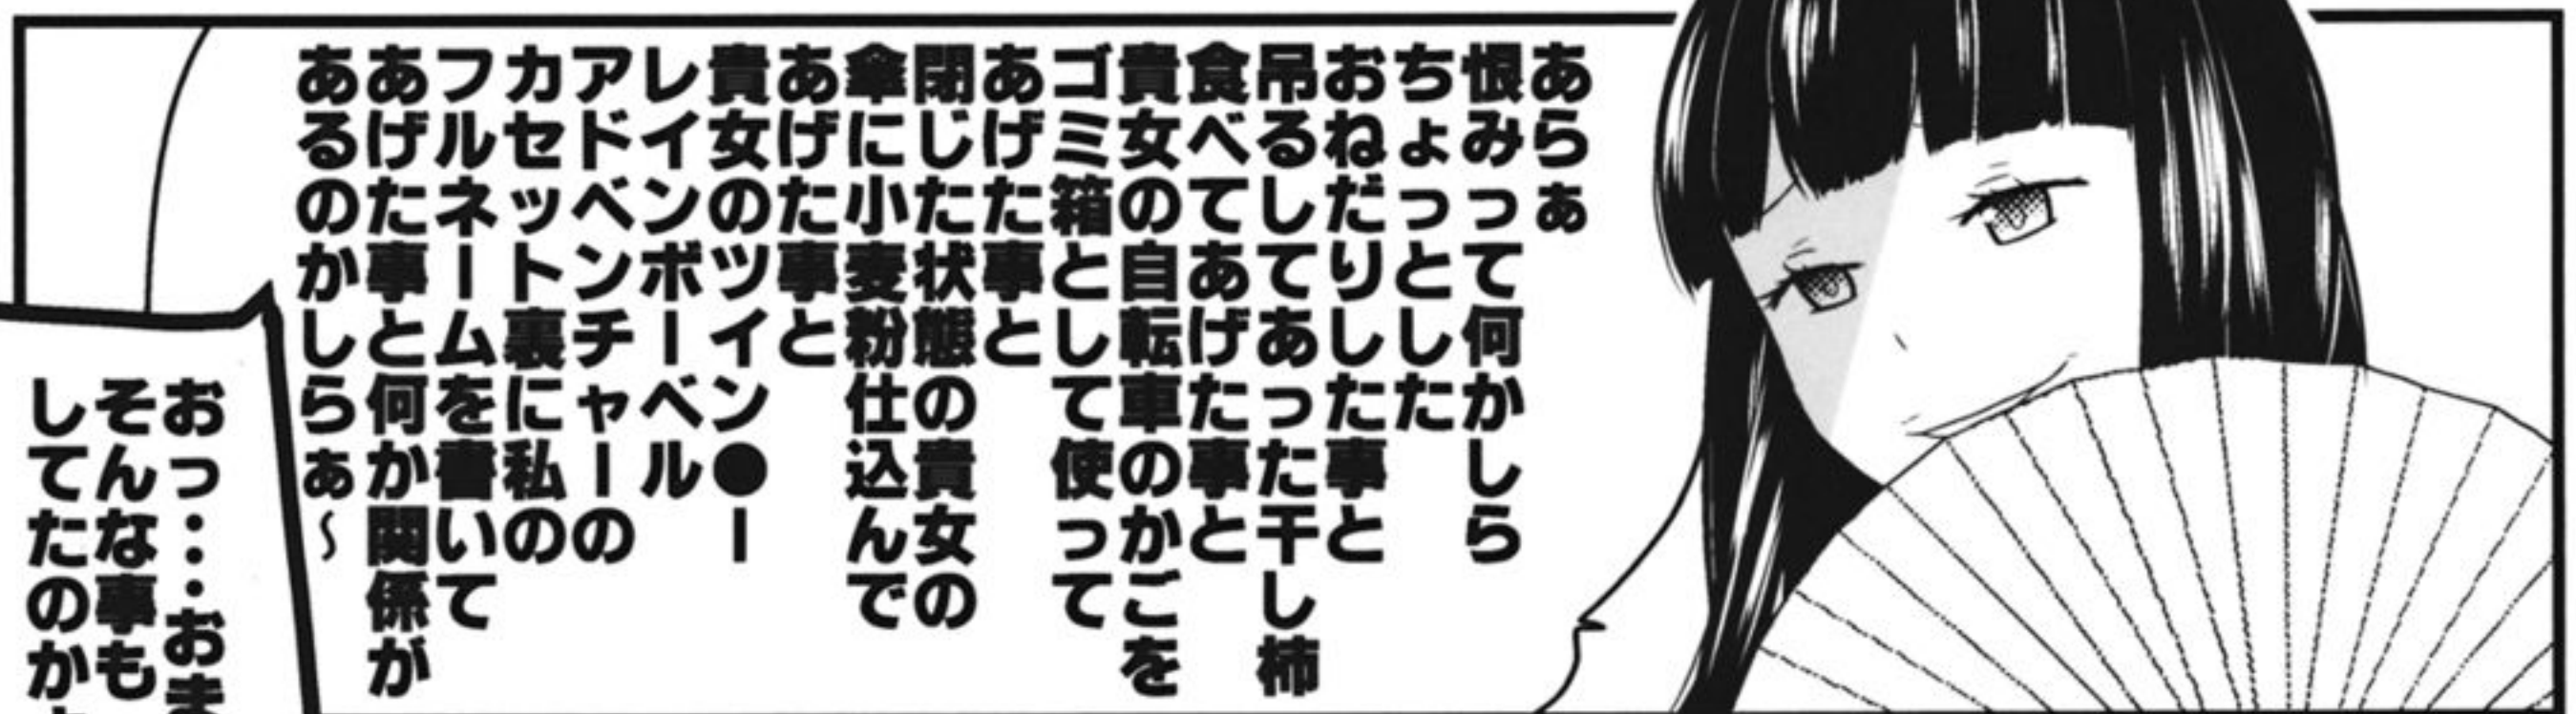 あらぁ
恨みって何かしら
ちょっとした
おねだりした事と
吊るしてあった干し柿
食べてあげた事と
貴女の自転車のかごを
ゴミ箱として使って
あげた事と
閉じた状態の貴女の
傘に小麦粉仕込んで
あげた事と
貴女のツイン●ー
レインボーベル
アドベンチャーの
カセット裏に私の
フルネームを書いて
あげた事と何か関係が
あるのかしらぁ～
おっ…おま
そんな事も
してたのか